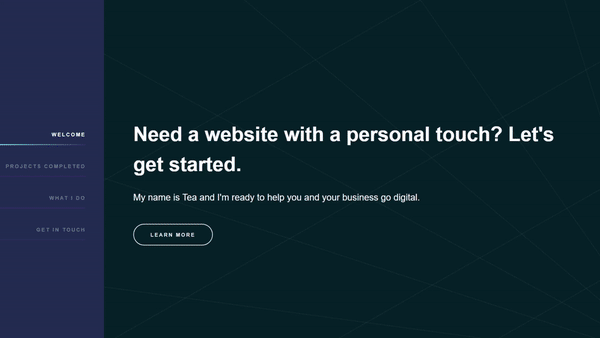 WELCOME
PROJECTS COMPLETED
WHAT I DO
GET IN TOUCH
Need a website with a personal touch? Let's
get started.
My name is Tea and I'm ready to help you and your business go digital.
LEARN MORE